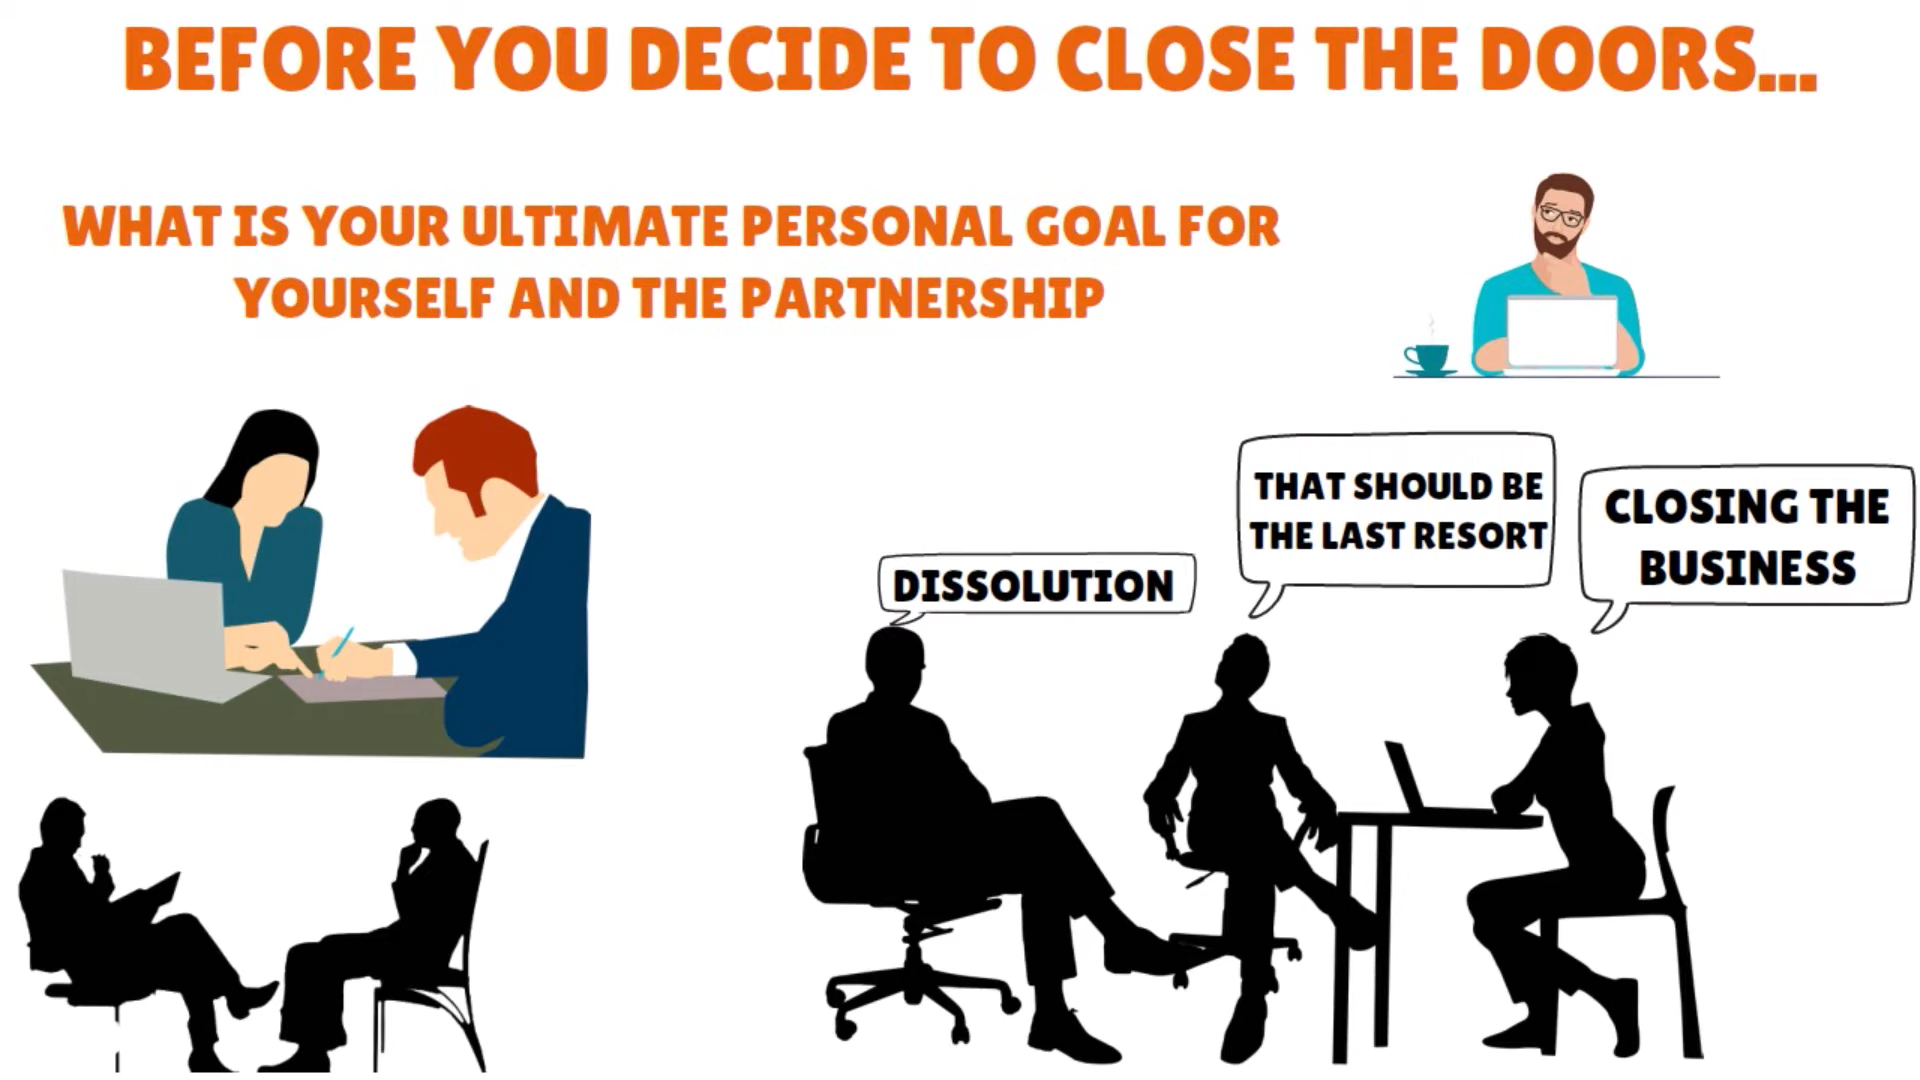 BEFORE YOU DECIDE TO CLOSE THE DOORS...
WHAT IS YOUR ULTIMATE PERSONAL GOAL FOR
YOURSELF AND THE PARTNERSHIP
DISSOLUTION
THAT SHOULD BE
THE LAST RESORT
CLOSING THE
BUSINESS